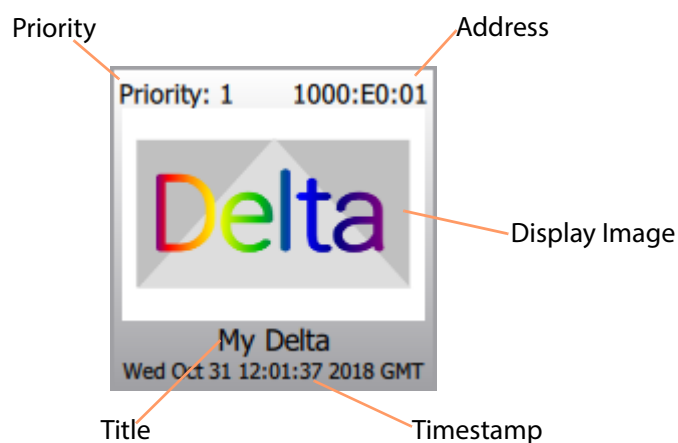 Priority Address
Priority: 1 1000:E0:01
Delta
Display Image
My Delta
Wed Oct 31 12:01:37 2018 GMT
Title Timestamp